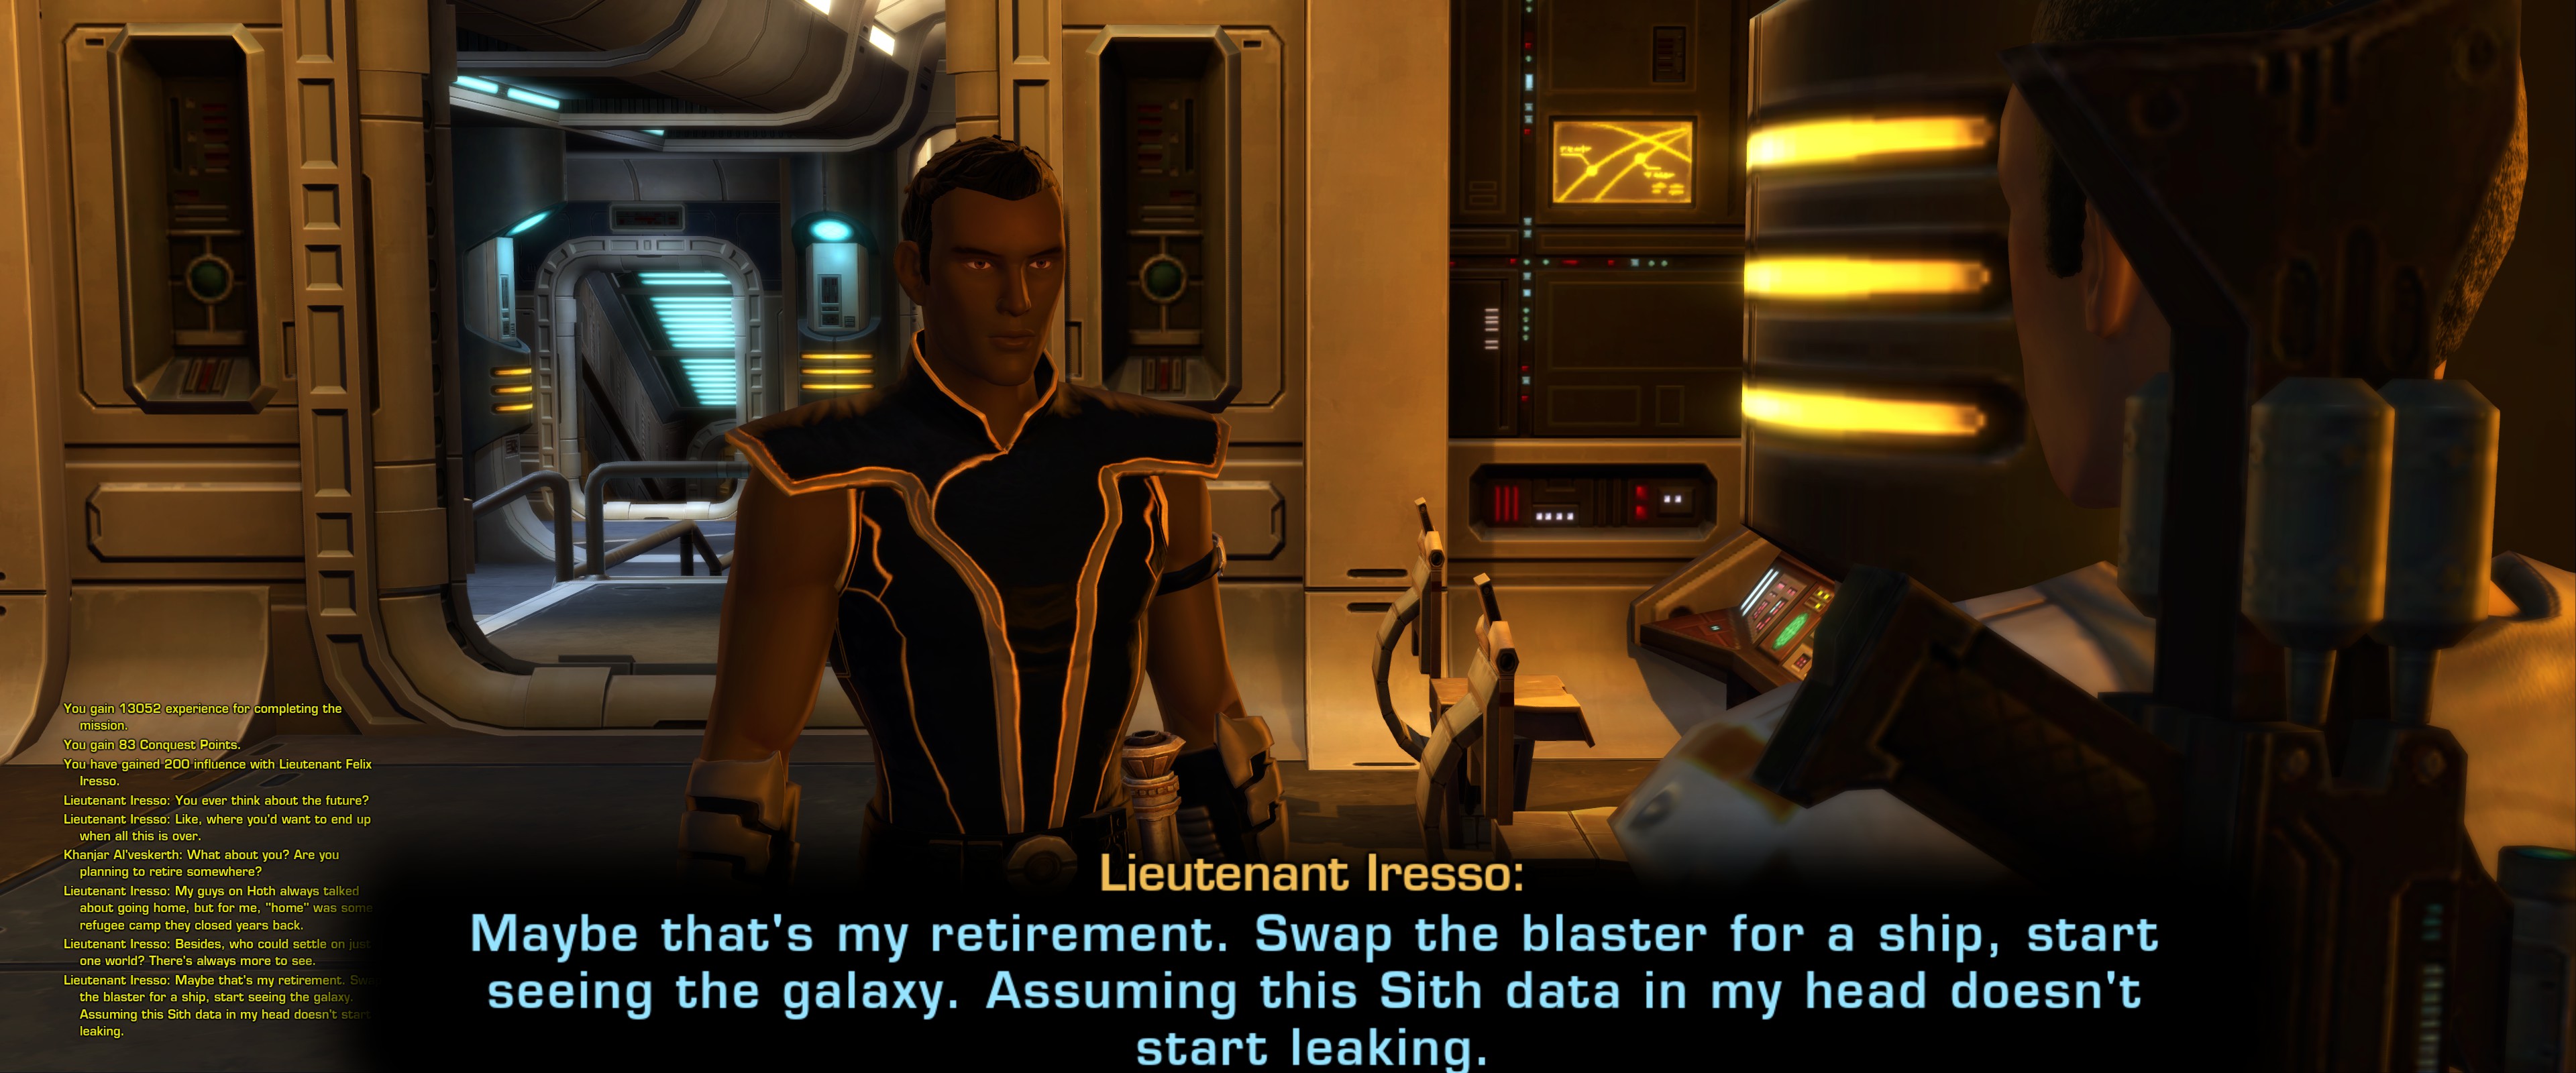 You gain 13052 experience for completing the
mission.
You gain 83 Conquest Points.
You have gained 200 influence with Lieutenant Felix
Iresso.
Lieutenant Iresso: You ever think about the future?
Lieutenant Iresso: Like, where you'd want to end up
when all this is over.
Khanjar Al'veskerth: What about you? Are you
planning to retire somewhere?
Lieutenant Iresso: My guys on Hoth always talked
about going home, but for me, "home" was some
refugee camp they closed years back.
Lieutenant Iresso: Besides, who could settle on just
one world? There's always more to see.
Lieutenant Iresso: Maybe that's my retirement. Swap
the blaster for a ship, start seeing the galaxy.
Assuming this Sith data in my head doesn't start
leaking.
Lieutenant Iresso:
Maybe that's my retirement. Swap the blaster for a ship, start
seeing the galaxy. Assuming this Sith data in my head doesn't
start leaking.